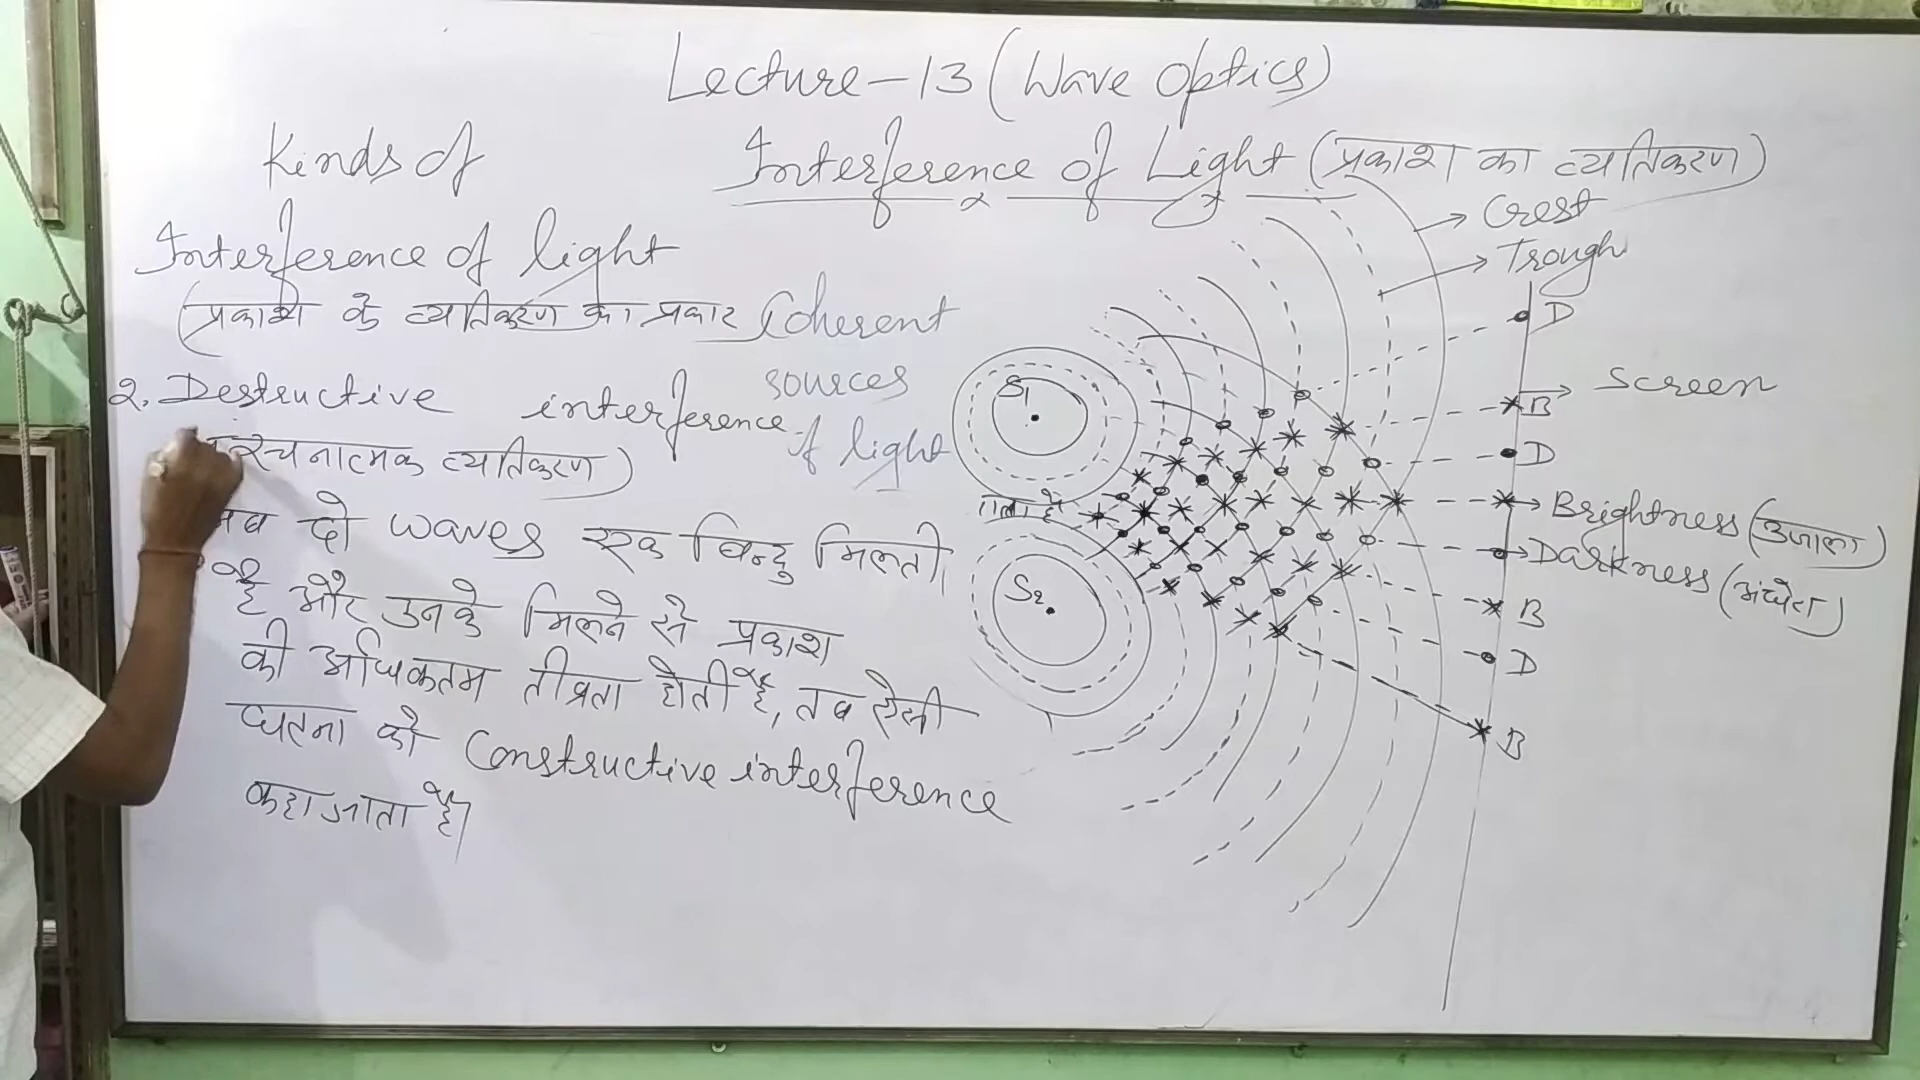 Lecture-13 (Wave Optics)
Interference of Light (प्रकाश का व्यतिकरण)
Kinds of
Interference of light
(प्रकाश के व्यतिकरण का प्रकार
Coherent
sources
of light
2. Destructive interference
व्यतिकरण)
दो waves एक बिन्दु मिलती
है और उनके मिलने से प्रकाश
की अधिकतम तीव्रता होती है, तब ऐसी
घटना को Constructive interference
कहा जाता है।
S1
S2
Crest
Trough
D
B
Screen
D
Brightness (उजाला)
Darkness (अंधेरा)
B
D
B